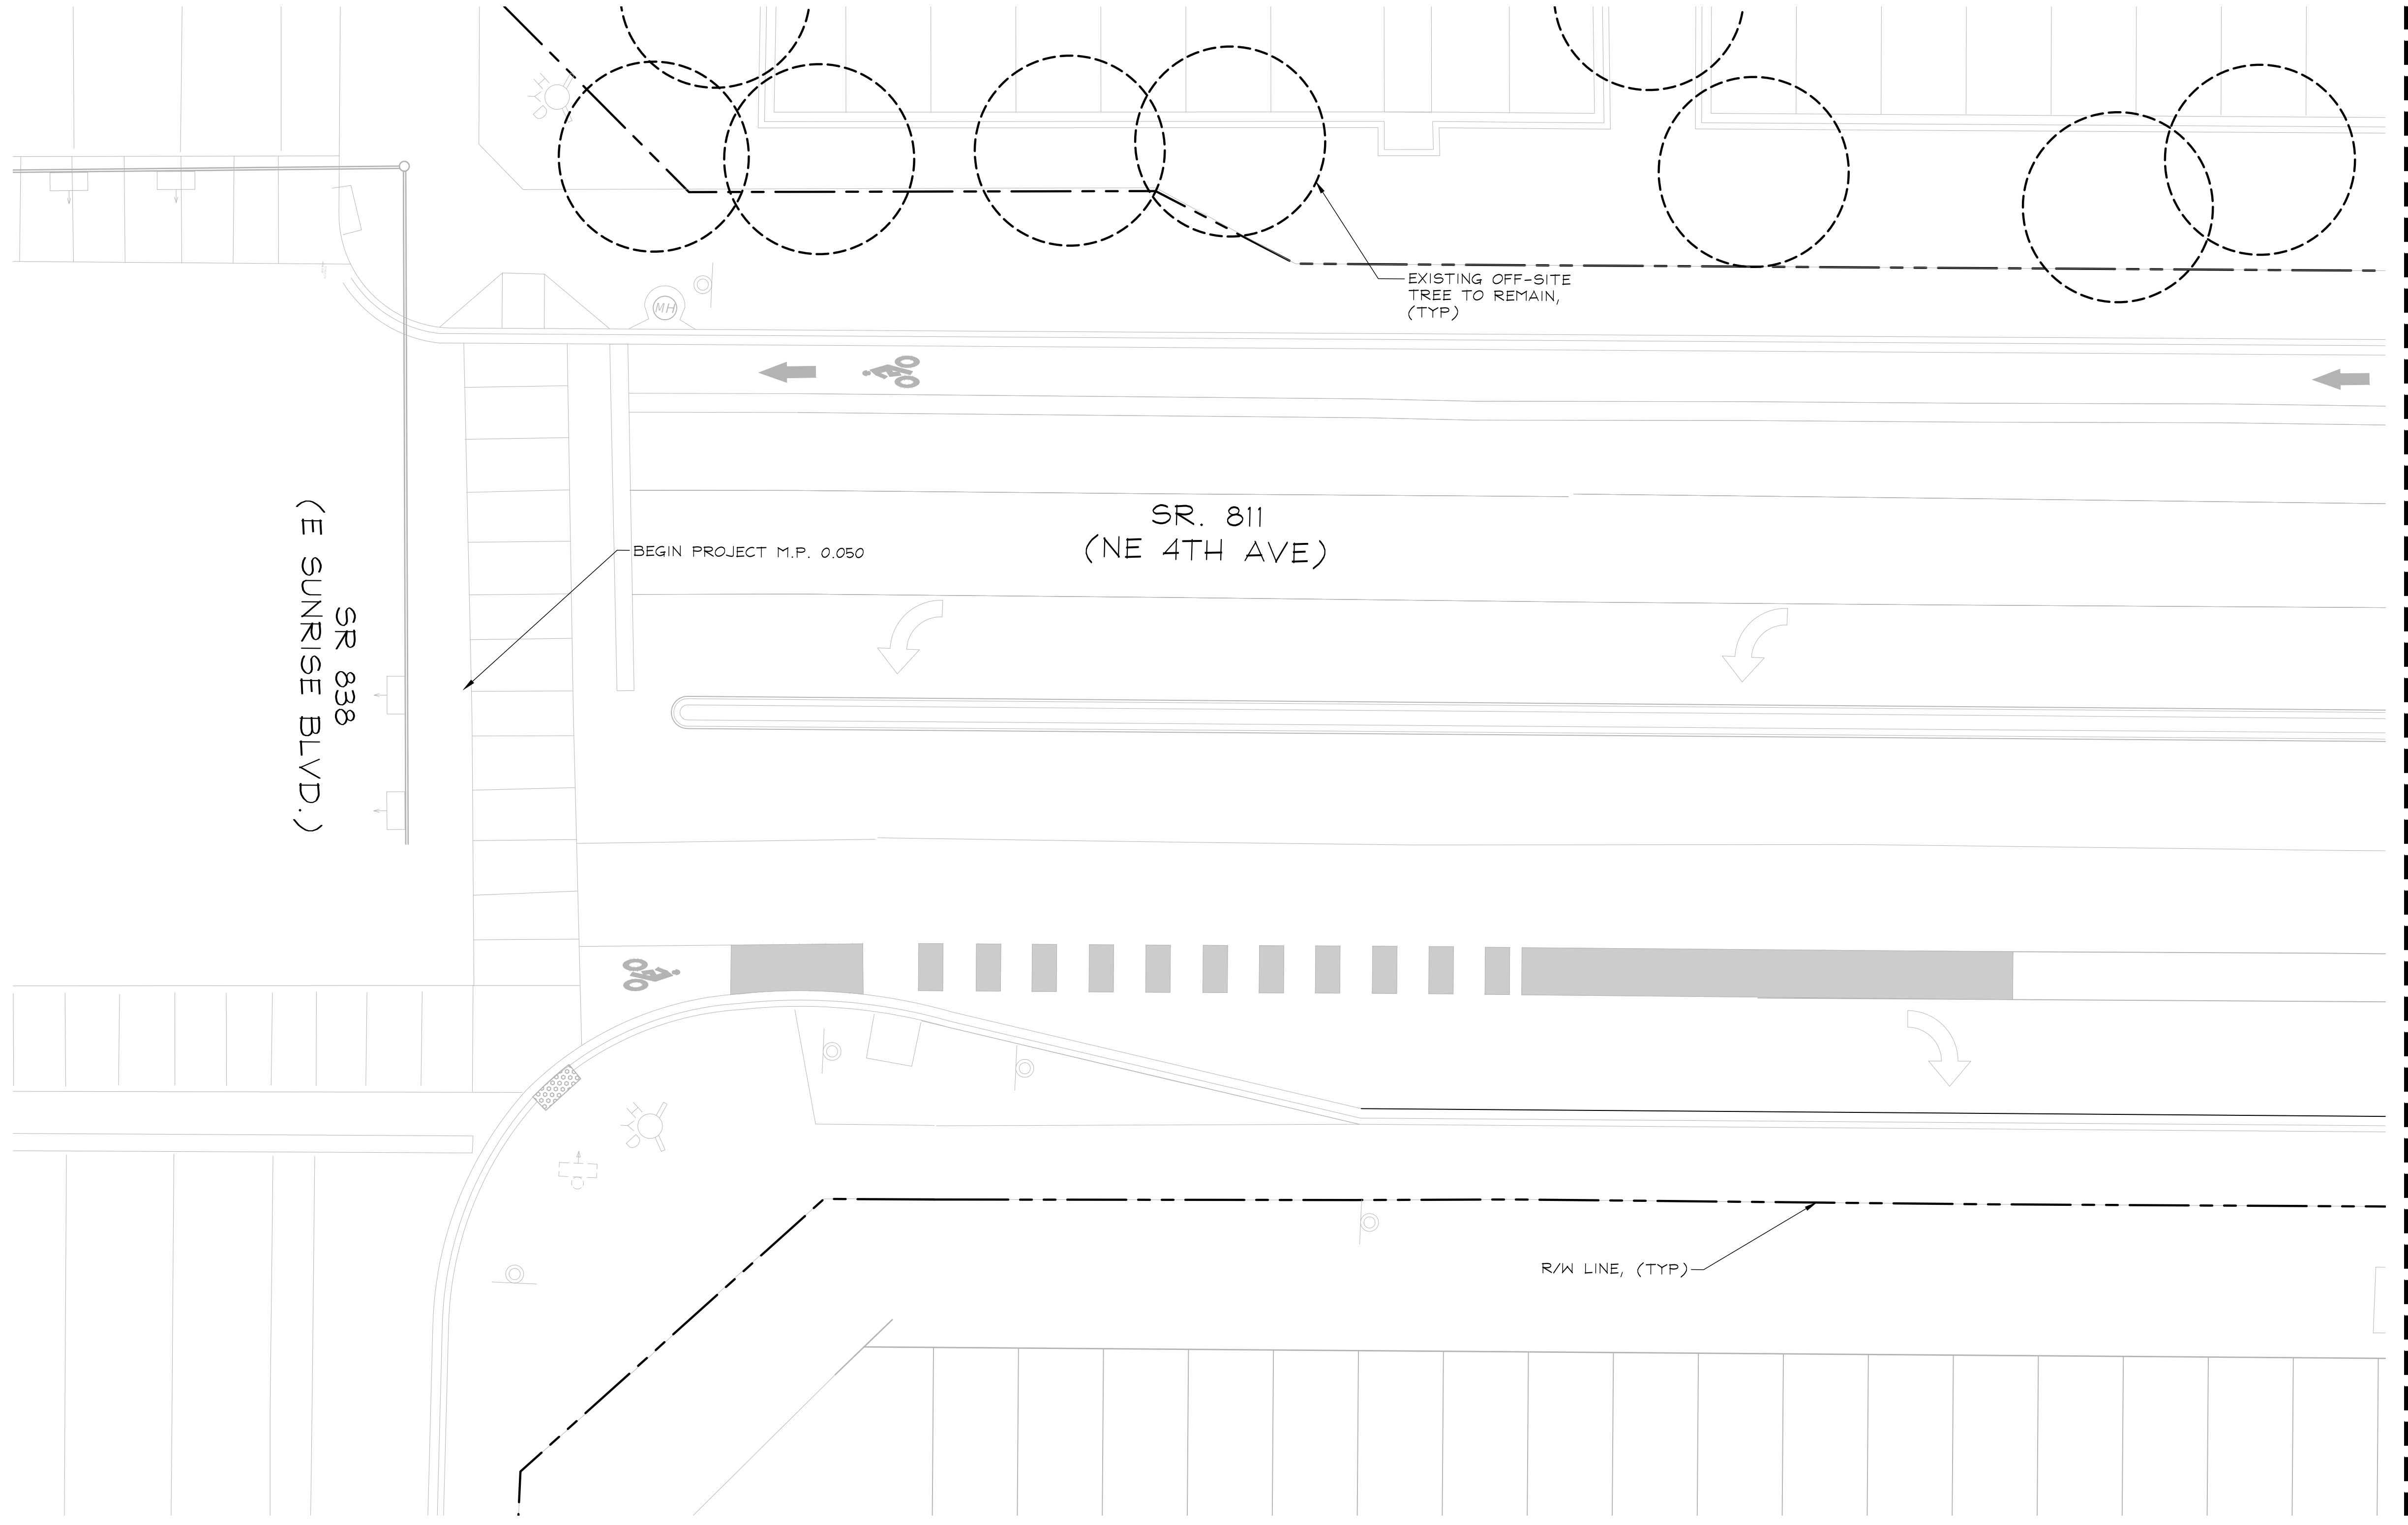 EXISTING OFF-SITE
TREE TO REMAIN,
(TYP)
MH
SR. 811
(NE 4TH AVE)
BEGIN PROJECT M.P. 0.050
SR 838
(E SUNRISE BLVD.)
R/W LINE, (TYP)